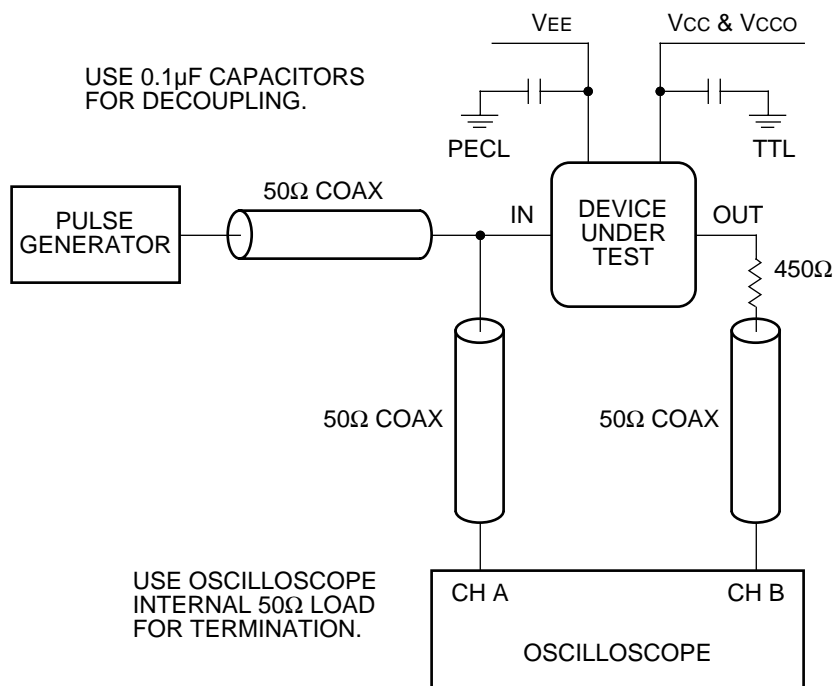 VEE
VCC & VCCO
USE 0.1µF CAPACITORS
FOR DECOUPLING.
PECL
TTL
50Ω COAX
PULSE
GENERATOR
IN
DEVICE
UNDER
TEST
OUT
450Ω
50Ω COAX
50Ω COAX
USE OSCILLOSCOPE
INTERNAL 50Ω LOAD
FOR TERMINATION.
CH A
CH B
OSCILLOSCOPE